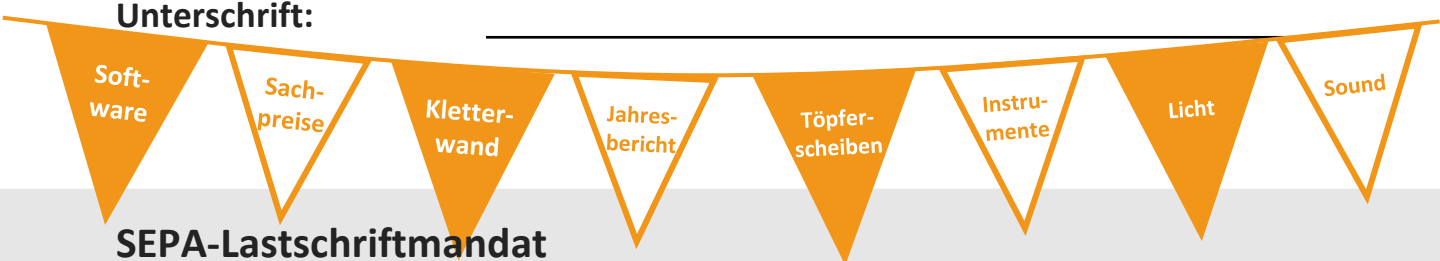 Unterschrift:
Soft-
ware
Sach-
preise
Kletter-
wand
Jahres-
bericht
Töpfer-
scheiben
Instru-
mente
Licht
Sound
SEPA-Lastschriftmandat